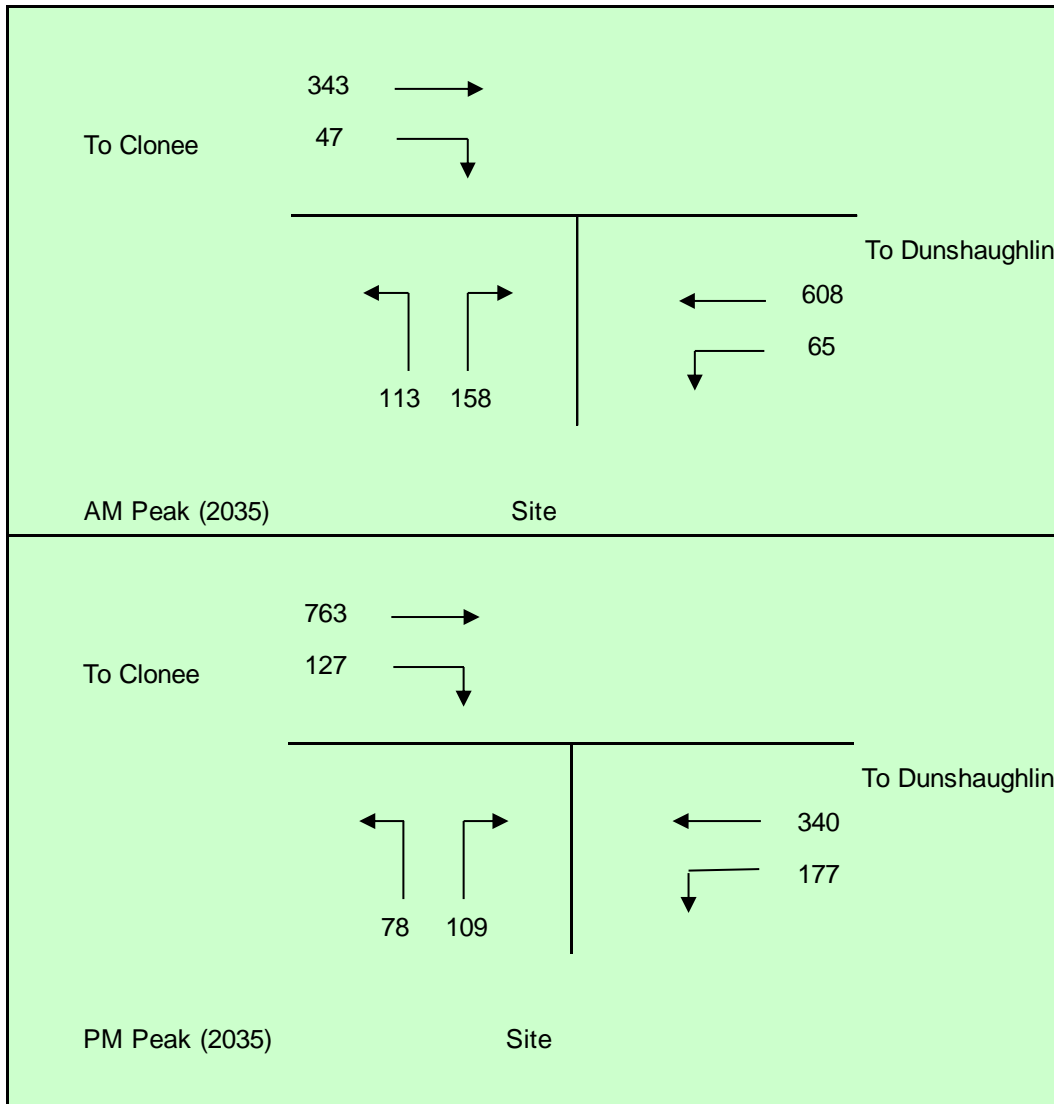 343
To Clonee 47
To Dunshaughlin
608
65
113 158
AM Peak (2035) Site
763
To Clonee 127
To Dunshaughlin
340
177
78 109
PM Peak (2035) Site